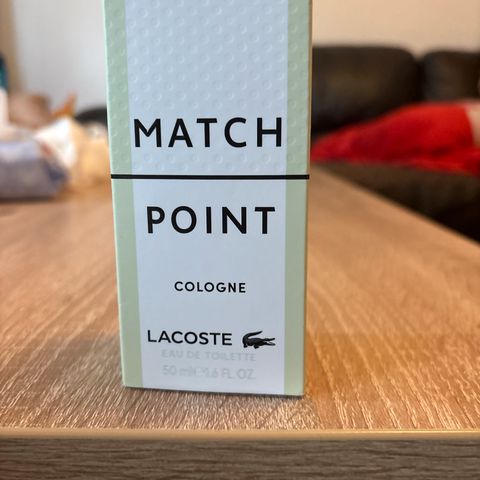 MATCH
POINT
COLOGNE
LACOSTE
EAU DE TOILETTE
50 ml e 1.6 FL.OZ.